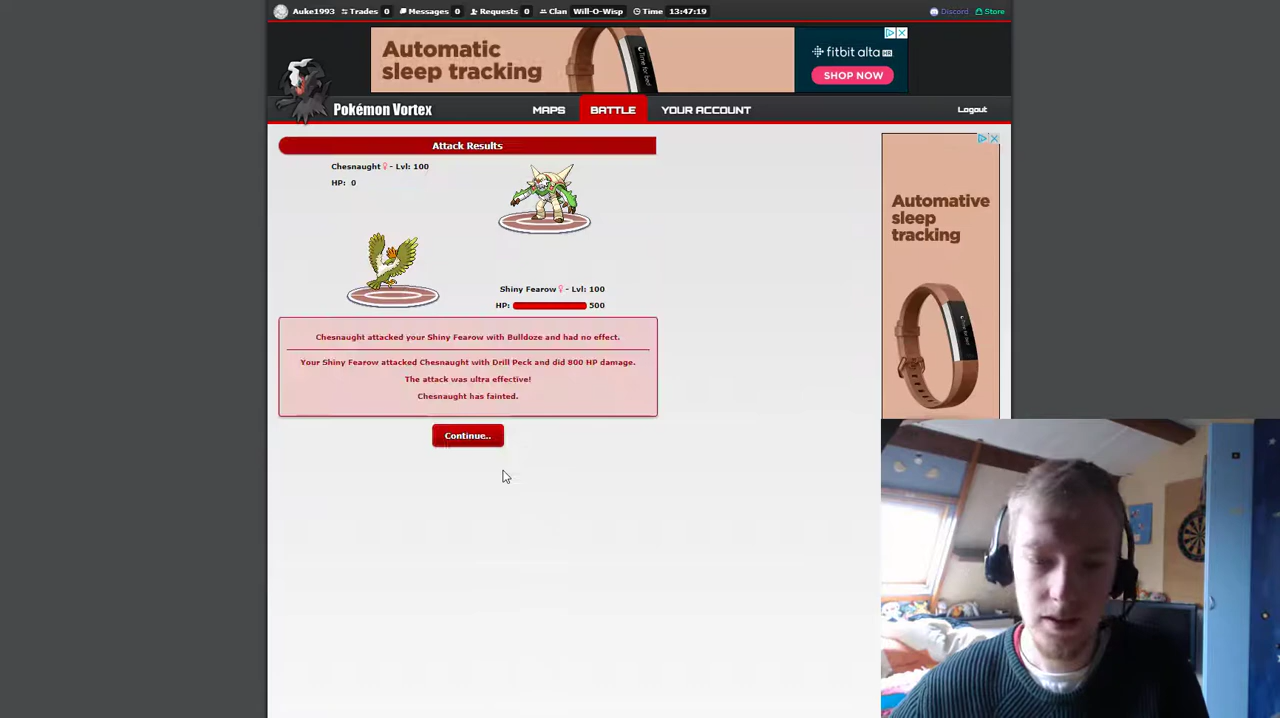 Auke1993 Trades 0 Messages 0 Requests 0 Clan Will-O-Wisp Time 13:47:19 Discord Store
Automatic
sleep tracking
fitbit alta HR
SHOP NOW
Pokémon Vortex MAPS BATTLE YOUR ACCOUNT Logout
Attack Results
Chesnaught ♀ - Lvl: 100
HP: 0
Shiny Fearow ♀ - Lvl: 100
HP: 500
Chesnaught attacked your Shiny Fearow with Bulldoze and had no effect.
Your Shiny Fearow attacked Chesnaught with Drill Peck and did 800 HP damage.
The attack was ultra effective!
Chesnaught has fainted.
Continue..
Automative
sleep
tracking